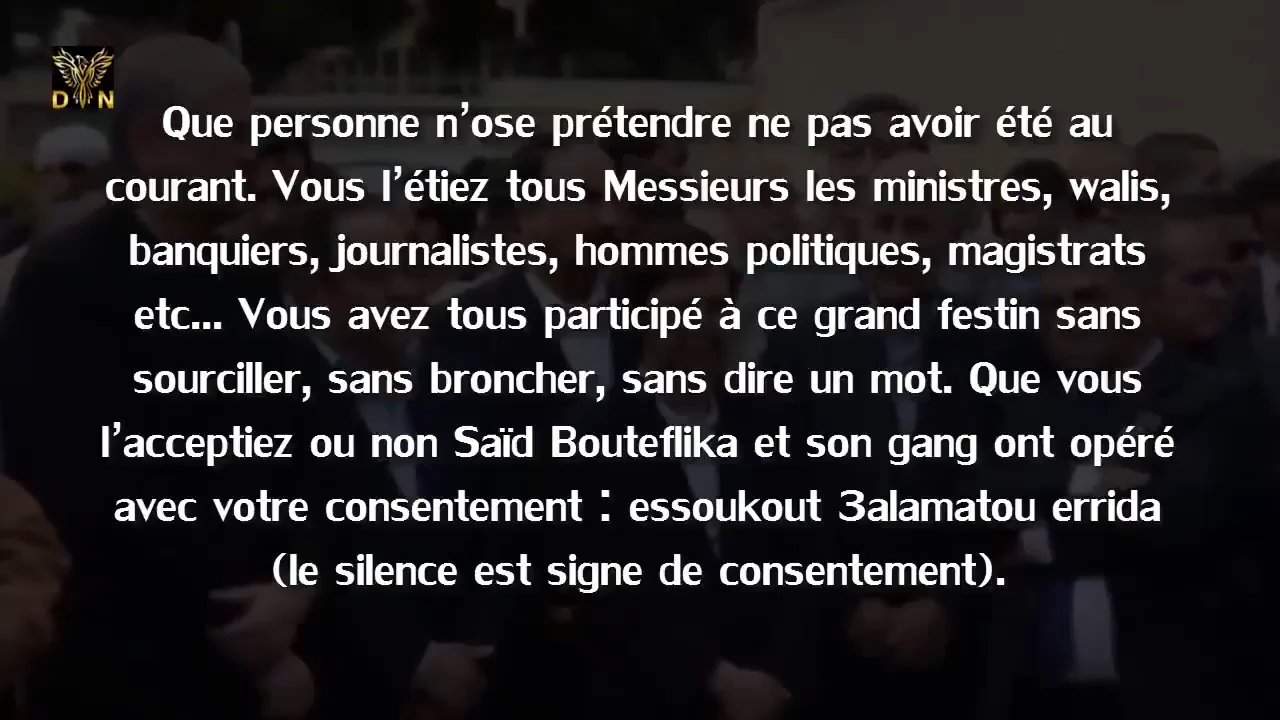 D N
Que personne n'ose prétendre ne pas avoir été au
courant. Vous l'étiez tous Messieurs les ministres, walis,
banquiers, journalistes, hommes politiques, magistrats
etc... Vous avez tous participé à ce grand festin sans
sourciller, sans broncher, sans dire un mot. Que vous
l'acceptiez ou non Saïd Bouteflika et son gang ont opéré
avec votre consentement : essoukout 3alamatou errida
(le silence est signe de consentement).